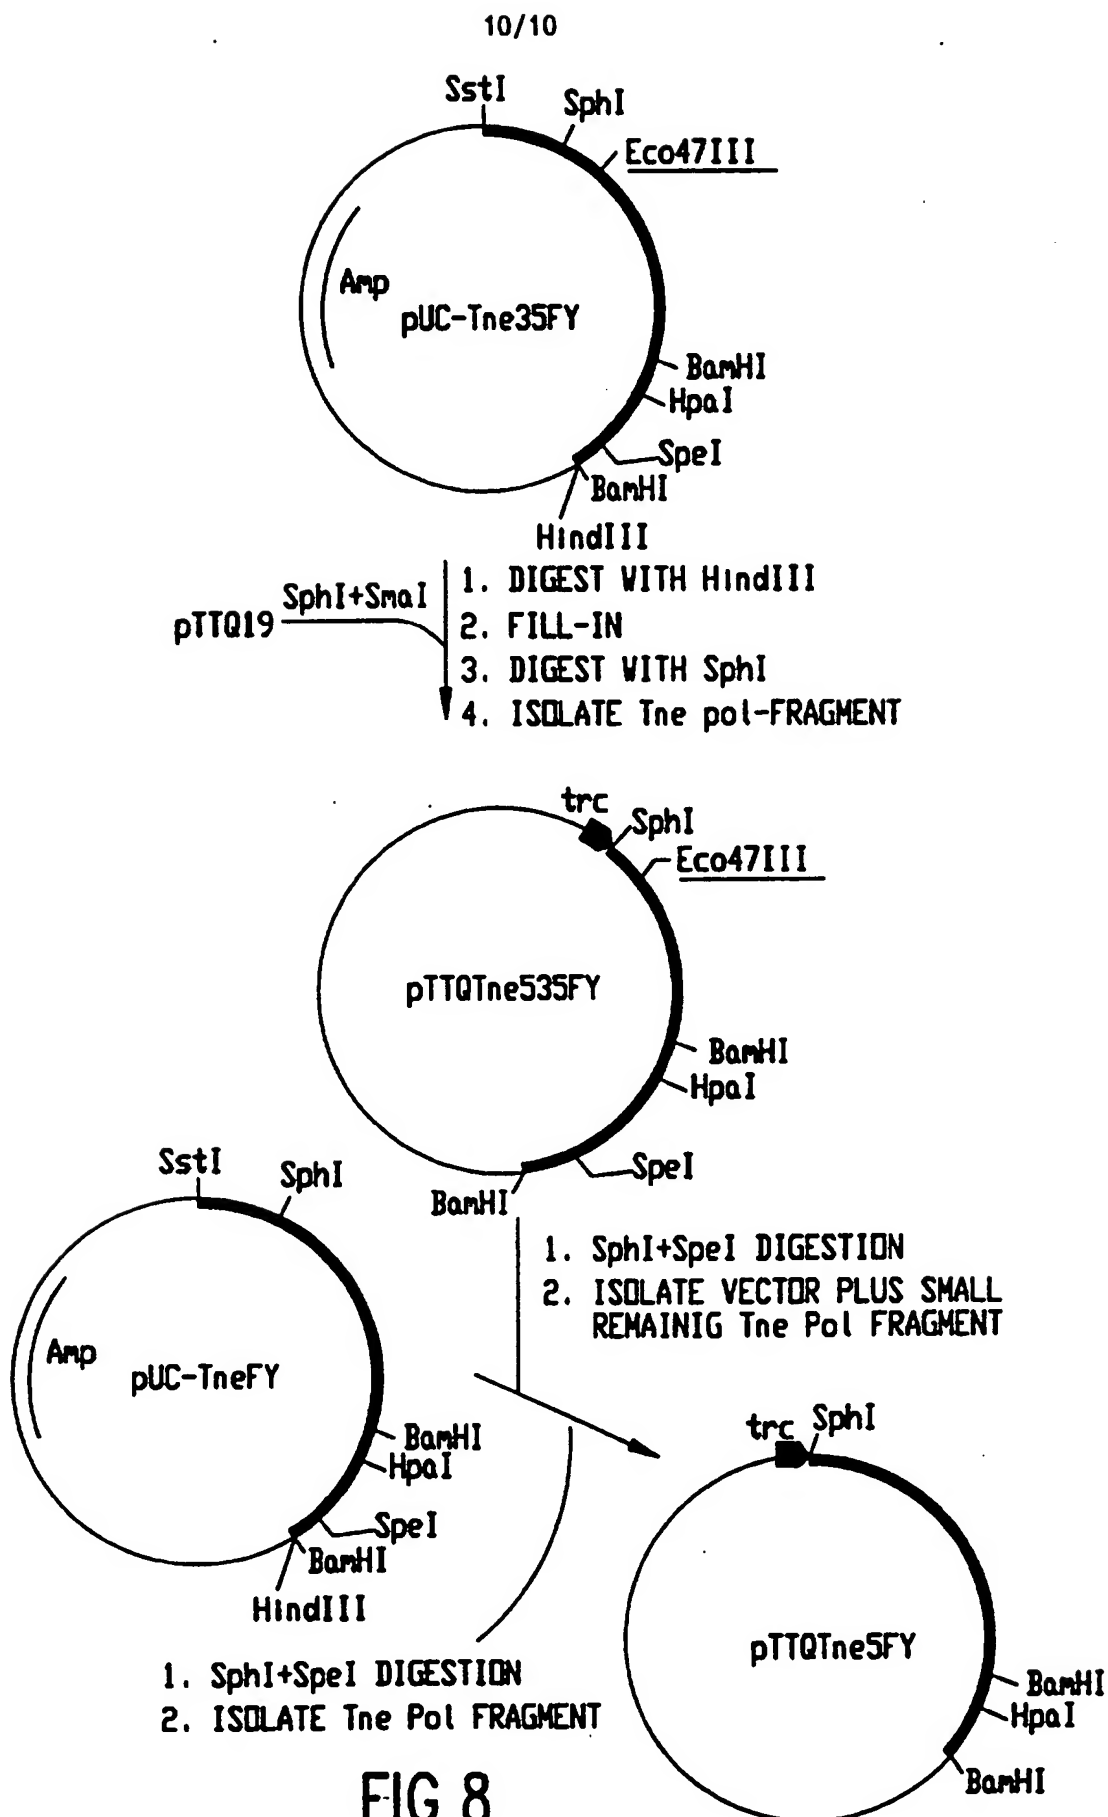 10/10
SstI
SphI
Eco47III
Amp
pUC-Tne35FY
BamHI
HpaI
SpeI
BamHI
HindIII
pTTQ19
SphI+SmaI
1. DIGEST WITH HindIII
2. FILL-IN
3. DIGEST WITH SphI
4. ISOLATE Tne pol-FRAGMENT
trc
SphI
Eco47III
pTTQTne535FY
BamHI
HpaI
SpeI
BamHI
1. SphI+SpeI DIGESTION
2. ISOLATE VECTOR PLUS SMALL
REMAINIG Tne Pol FRAGMENT
SstI
SphI
Amp
pUC-TneFY
BamHI
HpaI
SpeI
BamHI
HindIII
1. SphI+SpeI DIGESTION
2. ISOLATE Tne Pol FRAGMENT
trc
SphI
pTTQTne5FY
BamHI
HpaI
BamHI
FIG 8